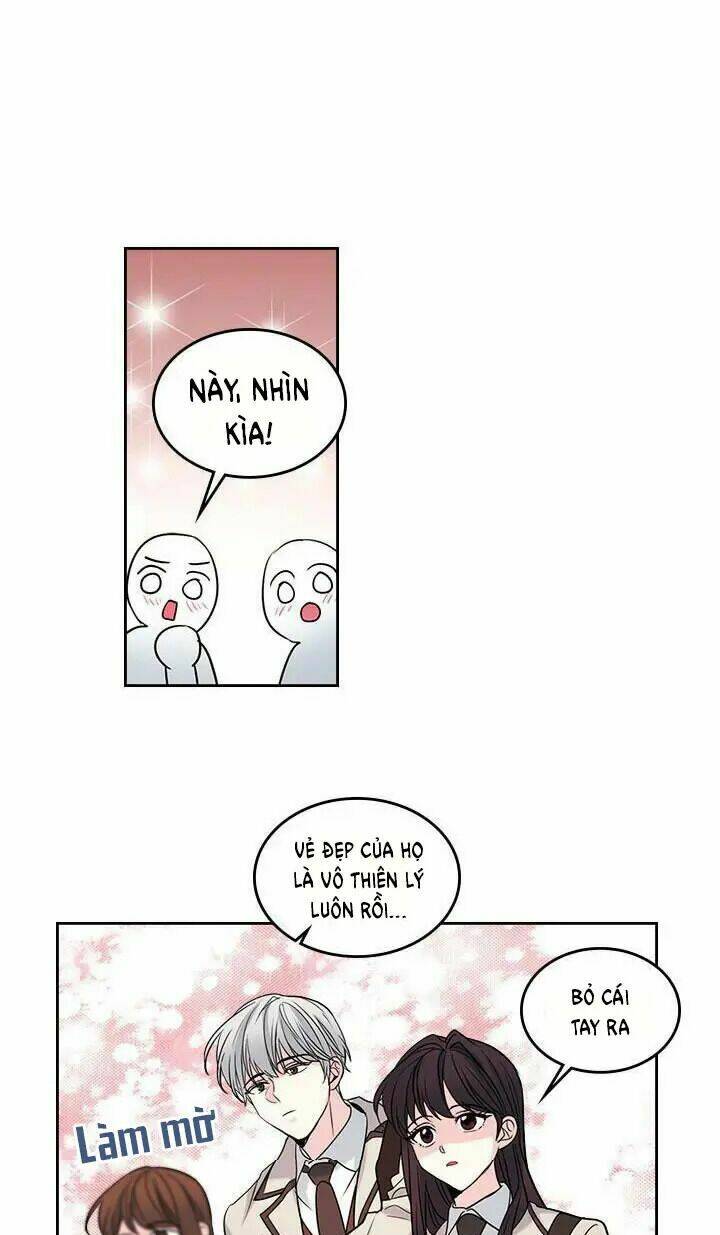 NÀY, NHÌN
KÌA!
VẺ ĐẸP CỦA HỌ
LÀ VÔ THIÊN LÝ
LUÔN RỒI...
BỎ CÁI
TAY RA
Làm mờ